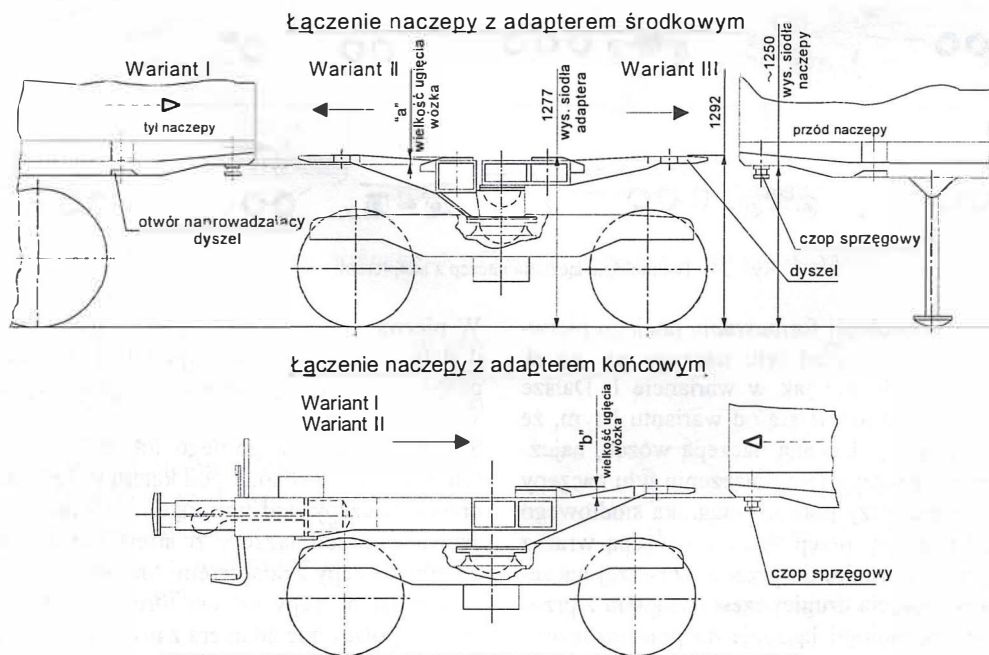 Łączenie naczepy z adapterem środkowym
Wariant I
Wariant II
Wariant III
tył naczepy
"a"
wielkość ugięcia
wózka
1277
wys. siodła
adaptera
1292
~1250
wys. siodła
naczepy
przód naczepy
otwór naprowadzający
dyszel
czop sprzęgowy
dyszel
Łączenie naczepy z adapterem końcowym
Wariant I
Wariant II
"b"
wielkość ugięcia
wózka
czop sprzęgowy